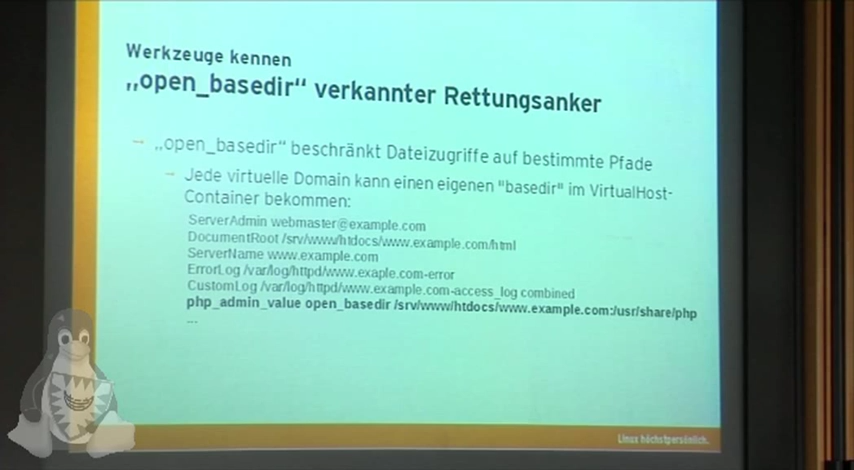 Werkzeuge kennen
„open_basedir“ verkannter Rettungsanker
→ „open_basedir“ beschränkt Dateizugriffe auf bestimmte Pfade
→ Jede virtuelle Domain kann einen eigenen "basedir" im VirtualHost-
Container bekommen:
ServerAdmin webmaster@example.com
DocumentRoot /srv/www/htdocs/www.example.com/html
ServerName www.example.com
ErrorLog /var/log/httpd/www.exaple.com-error
CustomLog /var/log/httpd/www.example.com-access_log combined
php_admin_value open_basedir /srv/www/htdocs/www.example.com:/usr/share/php
...
Linux höchstpersönlich.